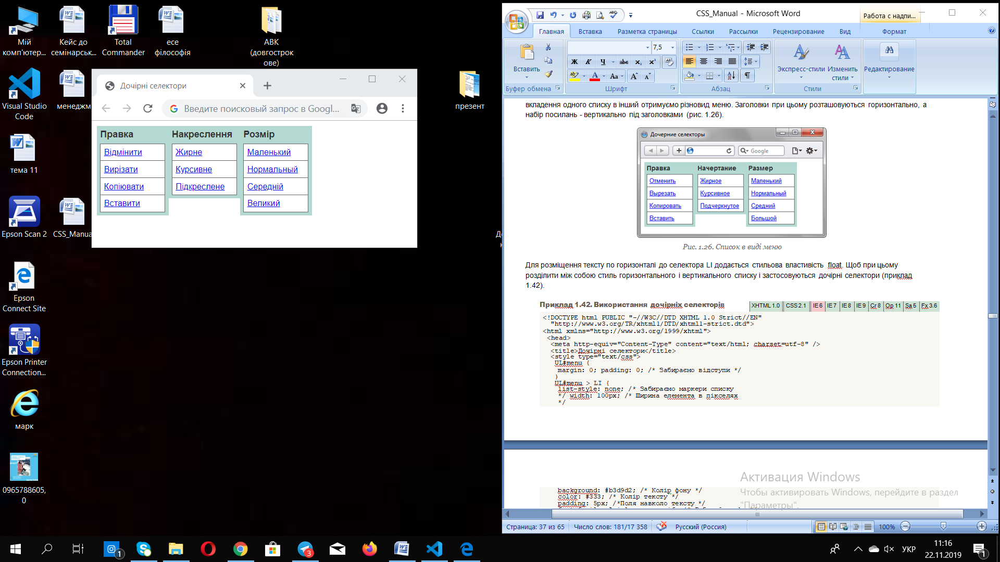 Мій
комп'ютер...
Кейс до
семінарськ...
Total
Commander
есе
філософія
АВК
(довгострок
ове)
Visual Studio
Code
менеджм
презент
тема 11
Epson Scan 2
CSS_Manua
Epson
Connect Site
Epson Printer
Connection...
марк
0965788605,
0
Дочірні селектори
Введите поисковый запрос в Googl...
Правка
Накреслення
Розмір
Відмінити
Жирне
Маленький
Вирізати
Курсивне
Нормальный
Копіювати
Підкреслене
Середній
Вставити
Великий
CSS_Manual - Microsoft Word
Работа с надпи...
Главная
Вставка
Разметка страницы
Ссылки
Рассылки
Рецензирование
Вид
Формат
Вставить
7,5
Экспресс-стили
Изменить
стили
Редактирование
Буфер обмена
Шрифт
Абзац
Стили
вкладення одного списку в інший отримуємо різновид меню. Заголовки при цьому розташовуються горизонтально, а
набір посилань - вертикально під заголовками (рис. 1.26).
Дочерние селекторы
Google
Правка
Начертание
Размер
Отменить
Жирное
Маленький
Вырезать
Курсивное
Нормальный
Копировать
Подчеркнутое
Средний
Вставить
Большой
Рис. 1.26. Список в виді меню
Для розміщення тексту по горизонталі до селектора LI додається стильова властивість float. Щоб при цьому
розділити між собою стиль горизонтального і вертикального списку і застосовуються дочірні селектори (приклад
1.42).
Приклад 1.42. Використання дочірніх селекторів
XHTML 1.0 CSS 2.1 IE 6 IE 7 IE 8 IE 9 Cr 8 Op 11 Sa 5 Fx 3.6
<!DOCTYPE html PUBLIC "-//W3C//DTD XHTML 1.0 Strict//EN"
"http://www.w3.org/TR/xhtml1/DTD/xhtml1-strict.dtd">
<html xmlns="http://www.w3.org/1999/xhtml">
<head>
<meta http-equiv="Content-Type" content="text/html; charset=utf-8" />
<title>Дочірні селектори</title>
<style type="text/css">
UL#menu {
margin: 0; padding: 0; /* Забираємо відступи */
}
UL#menu > LI {
list-style: none; /* Забираємо маркери списку
*/ width: 100px; /* Ширина елемента в пікселях
*/
background: #b3d9d2; /* Колір фону */
color: #333; /* Колір тексту */
padding: 5px; /*Поля навколо тексту */
Активация Windows
Чтобы активировать Windows, перейдите в раздел
"Параметры".
Страница: 37 из 65
Число слов: 181/17 358
Русский (Россия)
100%
1
3
УКР
11:16
22.11.2019
1